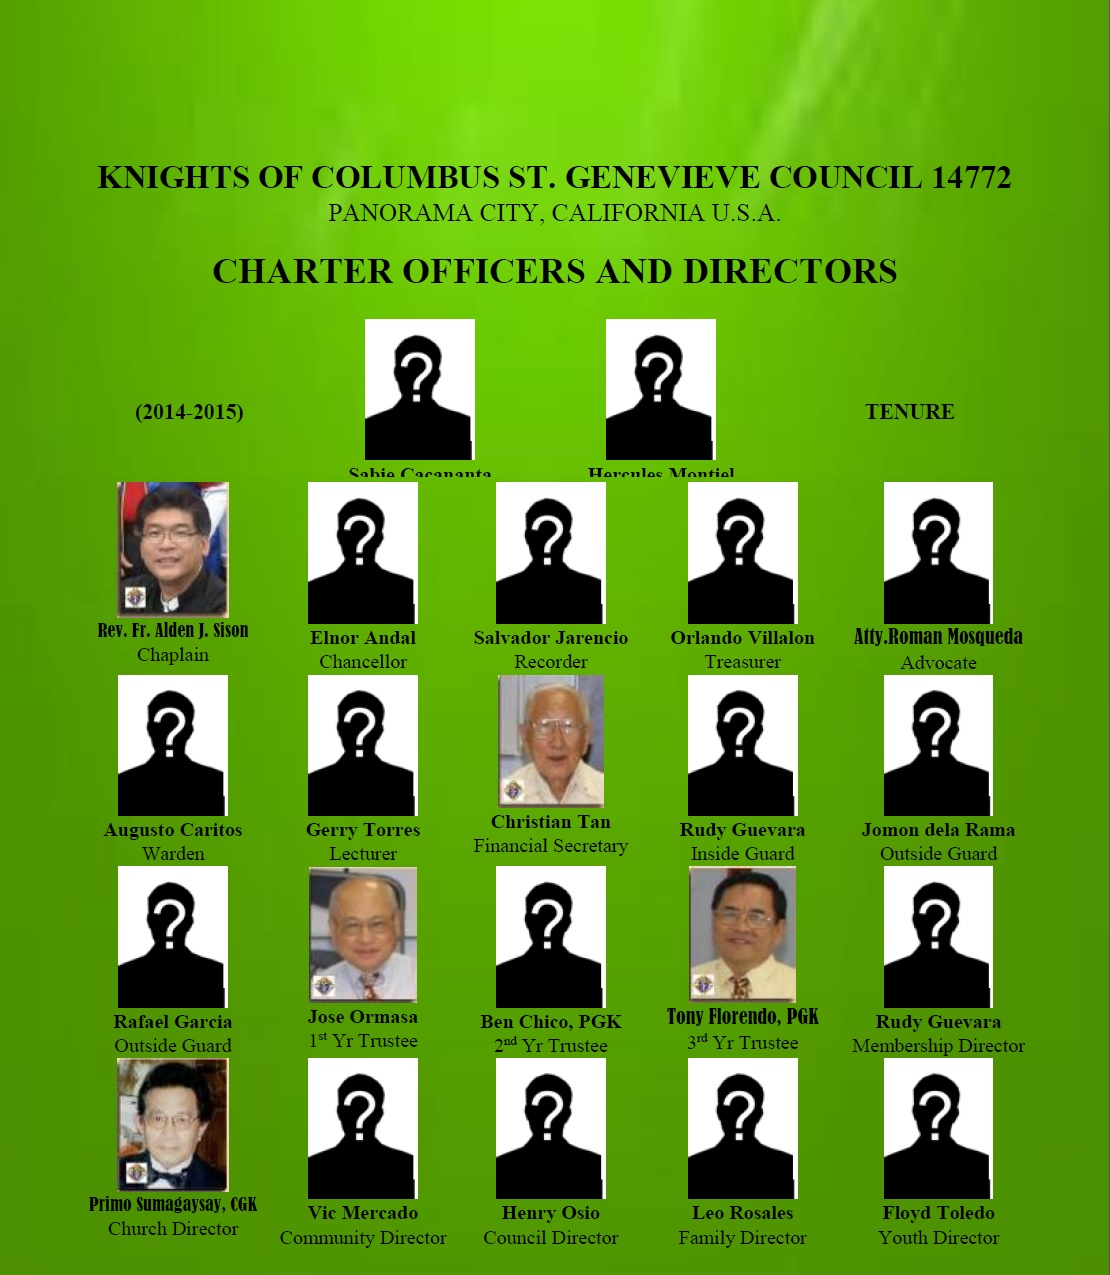 KNIGHTS OF COLUMBUS ST. GENEVIEVE COUNCIL 14772
PANORAMA CITY, CALIFORNIA U.S.A.
CHARTER OFFICERS AND DIRECTORS
(2014-2015) TENURE
Sabie Cacananta Hercules Montiel
Rev. Fr. Alden J. Sison Elnor Andal Salvador Jarencio Orlando Villalon Atty.Roman Mosqueda
Chaplain Chancellor Recorder Treasurer Advocate
Augusto Caritos Gerry Torres Christian Tan Rudy Guevara Jomon dela Rama
Warden Lecturer Financial Secretary Inside Guard Outside Guard
Rafael Garcia Jose Ormasa Ben Chico, PGK Tony Florendo, PGK Rudy Guevara
Outside Guard 1st Yr Trustee 2nd Yr Trustee 3rd Yr Trustee Membership Director
Primo Sumagaysay, CGK Vic Mercado Henry Osio Leo Rosales Floyd Toledo
Church Director Community Director Council Director Family Director Youth Director